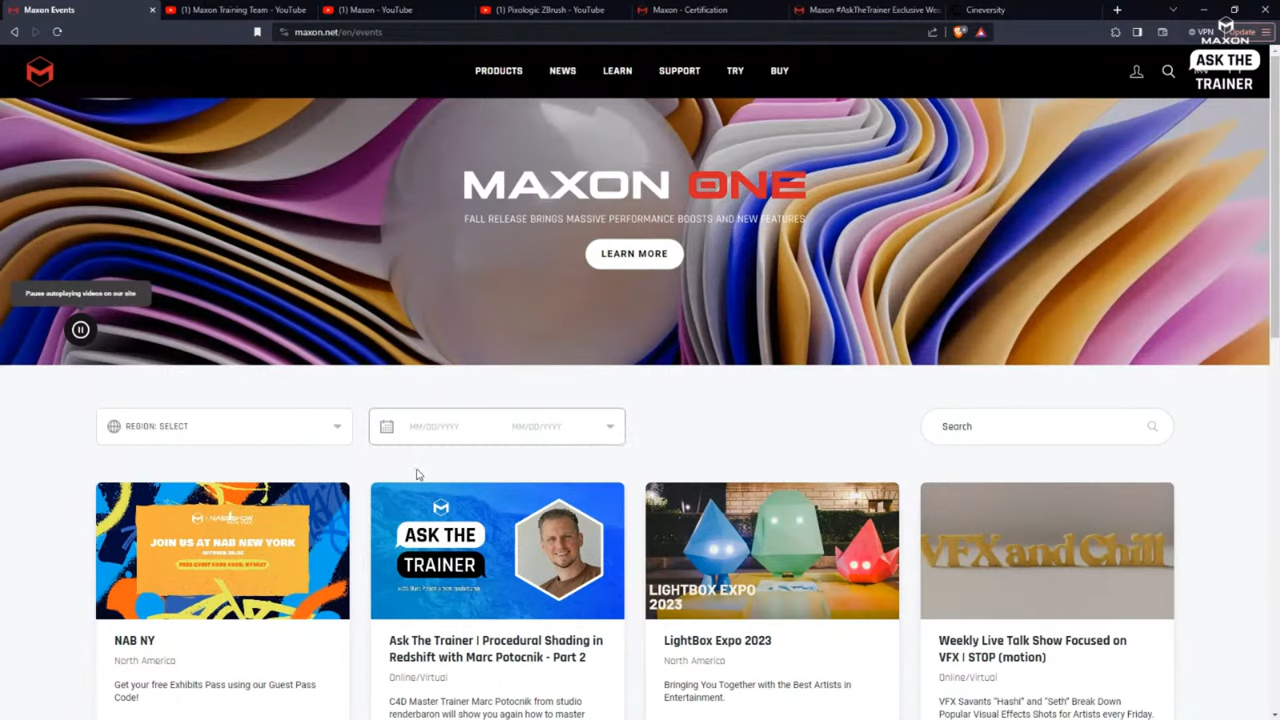 Maxon Events
(1) Maxon Training Team - YouTube
(1) Maxon - YouTube
(1) Pixologic ZBrush - YouTube
Maxon - Certification
Maxon #AskTheTrainer Exclusive Wo
Cineversity
maxon.net/en/events
VPN
Update
MAXON
ASK THE
TRAINER
PRODUCTS
NEWS
LEARN
SUPPORT
TRY
BUY
MAXON ONE
FALL RELEASE BRINGS MASSIVE PERFORMANCE BOOSTS AND NEW FEATURES
LEARN MORE
Pause autoplaying videos on our site
REGION: SELECT
MM/DD/YYYY
MM/DD/YYYY
Search
JOIN US AT NAB NEW YORK
ASK THE
TRAINER
LIGHTBOX EXPO
2023
VFX and Chill
NAB NY
North America
Get your free Exhibits Pass using our Guest Pass
Code!
Ask The Trainer | Procedural Shading in
Redshift with Marc Potocnik - Part 2
Online/Virtual
C4D Master Trainer Marc Potocnik from studio
renderbaron will show you again how to master
LightBox Expo 2023
North America
Bringing You Together with the Best Artists in
Entertainment.
Weekly Live Talk Show Focused on
VFX | STOP (motion)
Online/Virtual
VFX Savants "Hashi" and "Seth" Break Down
Popular Visual Effects Shots for Artists every Friday.